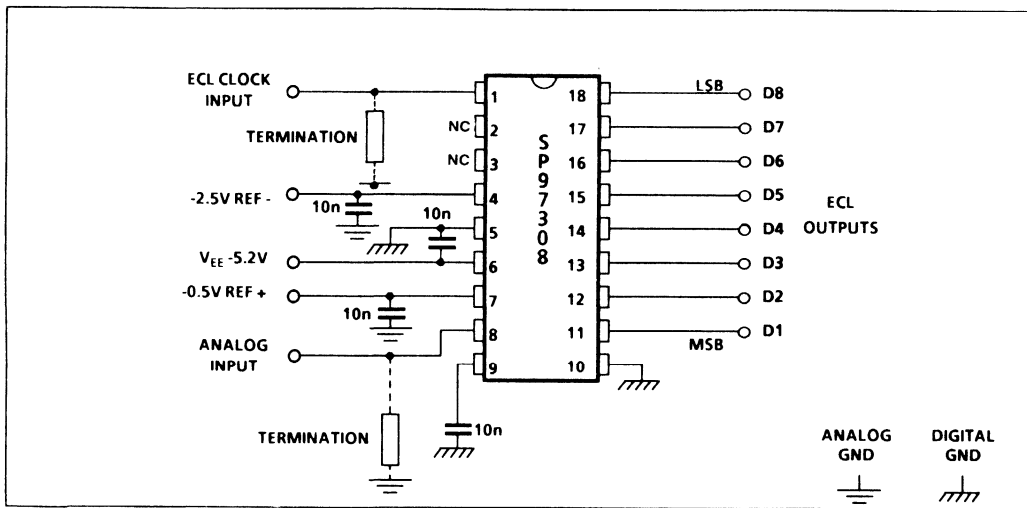 ECL CLOCK
INPUT
TERMINATION
NC
NC
-2.5V REF -
10n
10n
V_EE -5.2V
-0.5V REF +
10n
ANALOG
INPUT
TERMINATION
10n
1
2
3
4
5
6
7
8
9
SP97308
18
17
16
15
14
13
12
11
10
LSB
MSB
D8
D7
D6
D5
D4
D3
D2
D1
ECL
OUTPUTS
ANALOG
GND
DIGITAL
GND